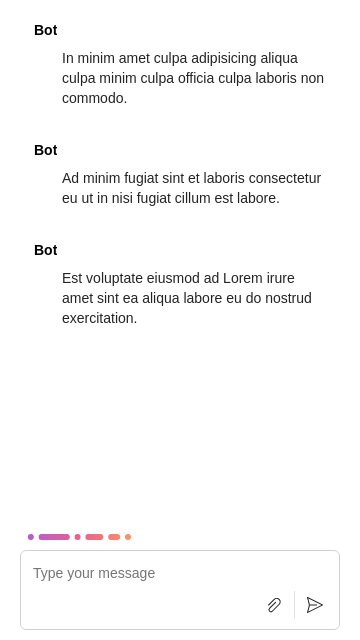 Bot
In minim amet culpa adipisicing aliqua
culpa minim culpa officia culpa laboris non
commodo.
Bot
Ad minim fugiat sint et laboris consectetur
eu ut in nisi fugiat cillum est labore.
Bot
Est voluptate eiusmod ad Lorem irure
amet sint ea aliqua labore eu do nostrud
exercitation.
Type your message